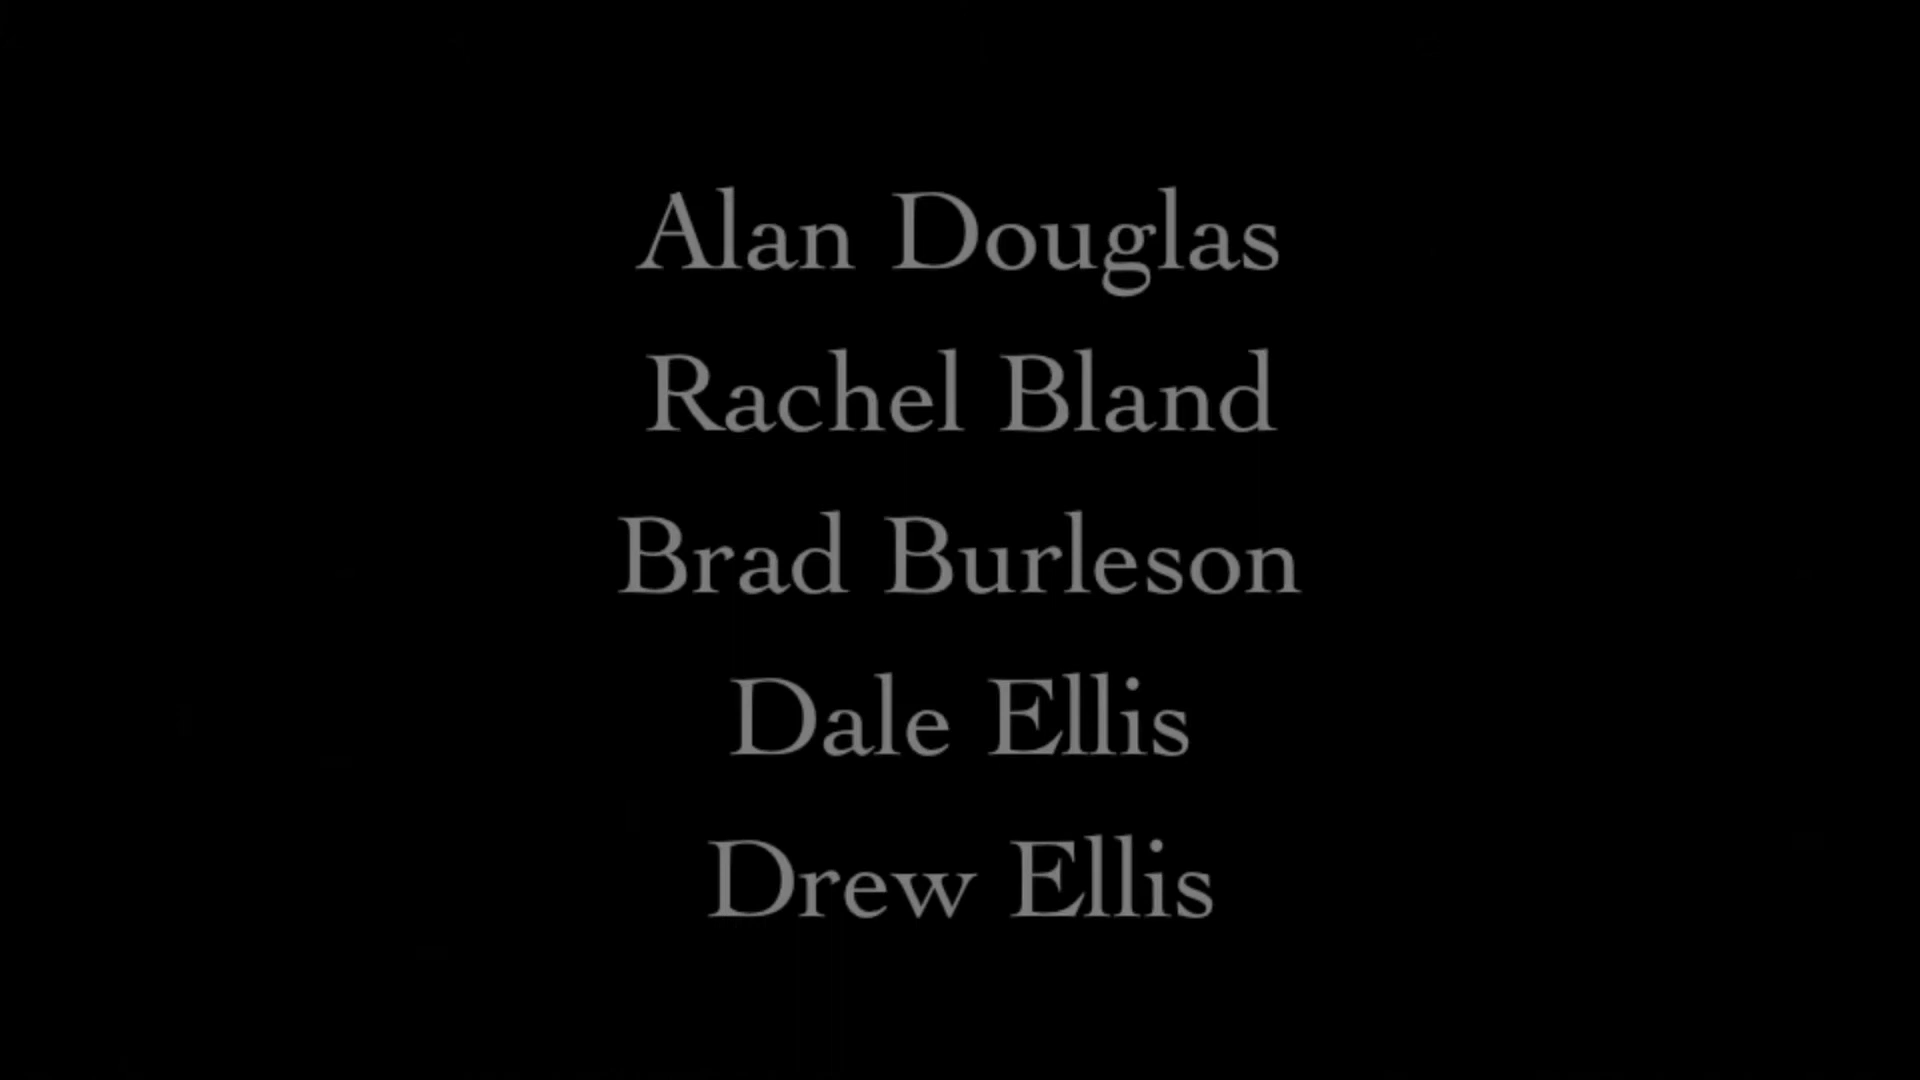 Alan Douglas
Rachel Bland
Brad Burleson
Dale Ellis
Drew Ellis